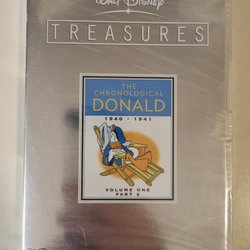 WALT DISNEY
TREASURES
THE
CHRONOLOGICAL
DONALD
1940 - 1941
VOLUME ONE
PART 2